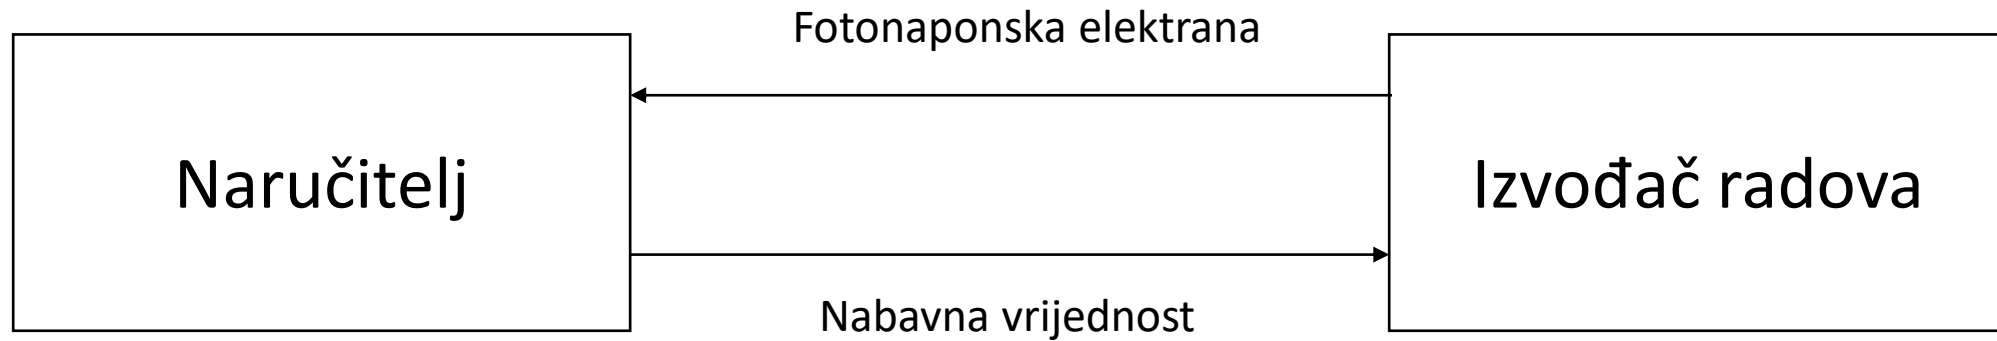 Fotonaponska elektrana
Naručitelj
Izvođač radova
Nabavna vrijednost